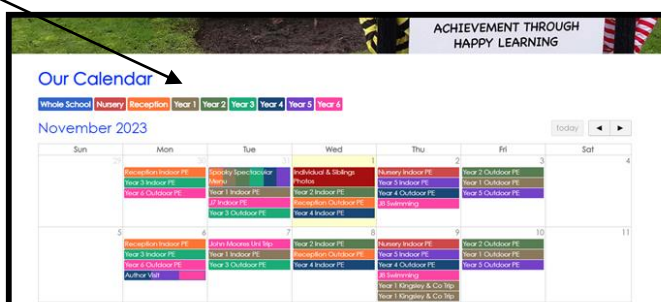 ACHIEVEMENT THROUGH
HAPPY LEARNING
Our Calendar
Whole School Nursery Reception Year 1 Year 2 Year 3 Year 4 Year 5 Year 6
November 2023
today
Sun Mon Tue Wed Thu Fri Sat
29 30 31 1 2 3 4
Reception Indoor PE
Year 3 Indoor PE
Year 6 Outdoor PE
Spooky Spectacular
Menu
Year 1 Indoor PE
J7 Indoor PE
Year 3 Outdoor PE
Individual & Siblings
Photos
Year 2 Indoor PE
Reception Outdoor PE
Year 4 Indoor PE
Nursery Indoor PE
Year 5 Indoor PE
Year 4 Outdoor PE
J8 Swimming
Year 2 Outdoor PE
Year 1 Outdoor PE
Year 5 Outdoor PE
5 6 7 8 9 10 11
Reception Indoor PE
Year 3 Indoor PE
Year 6 Outdoor PE
Author Visit
John Moores Uni Trip
Year 1 Indoor PE
Year 3 Outdoor PE
Year 2 Indoor PE
Reception Outdoor PE
Year 4 Indoor PE
Nursery Indoor PE
Year 5 Indoor PE
Year 4 Outdoor PE
J8 Swimming
Year 1 Kingsley & Co Trip
Year 1 Kingsley & Co Trip
Year 2 Outdoor PE
Year 1 Outdoor PE
Year 5 Outdoor PE